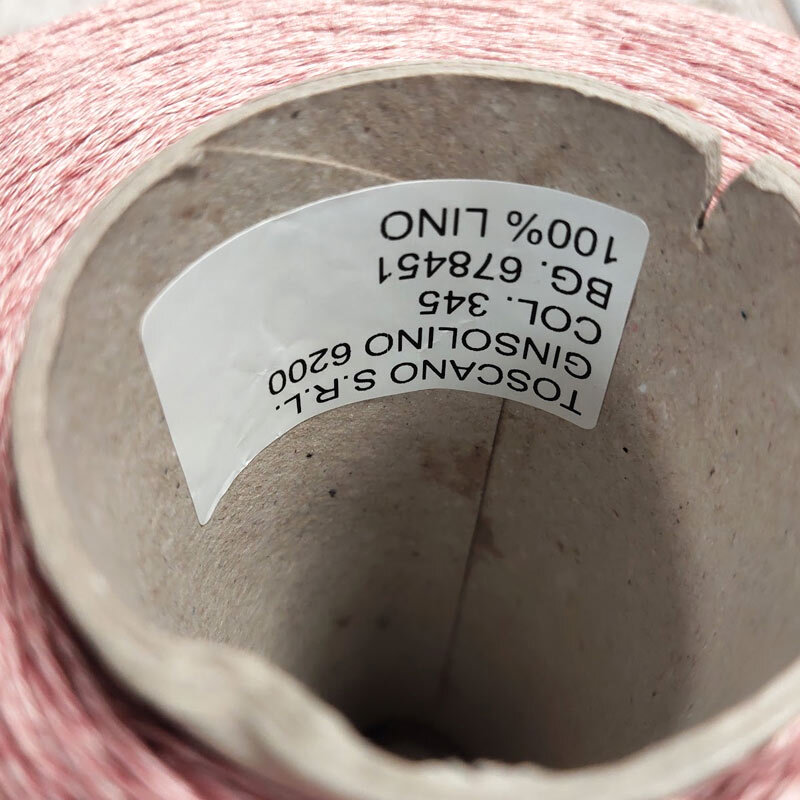 TOSCANO S.R.L.
GINSOLINO 6200
COL. 345
BG. 678451
100% LINO